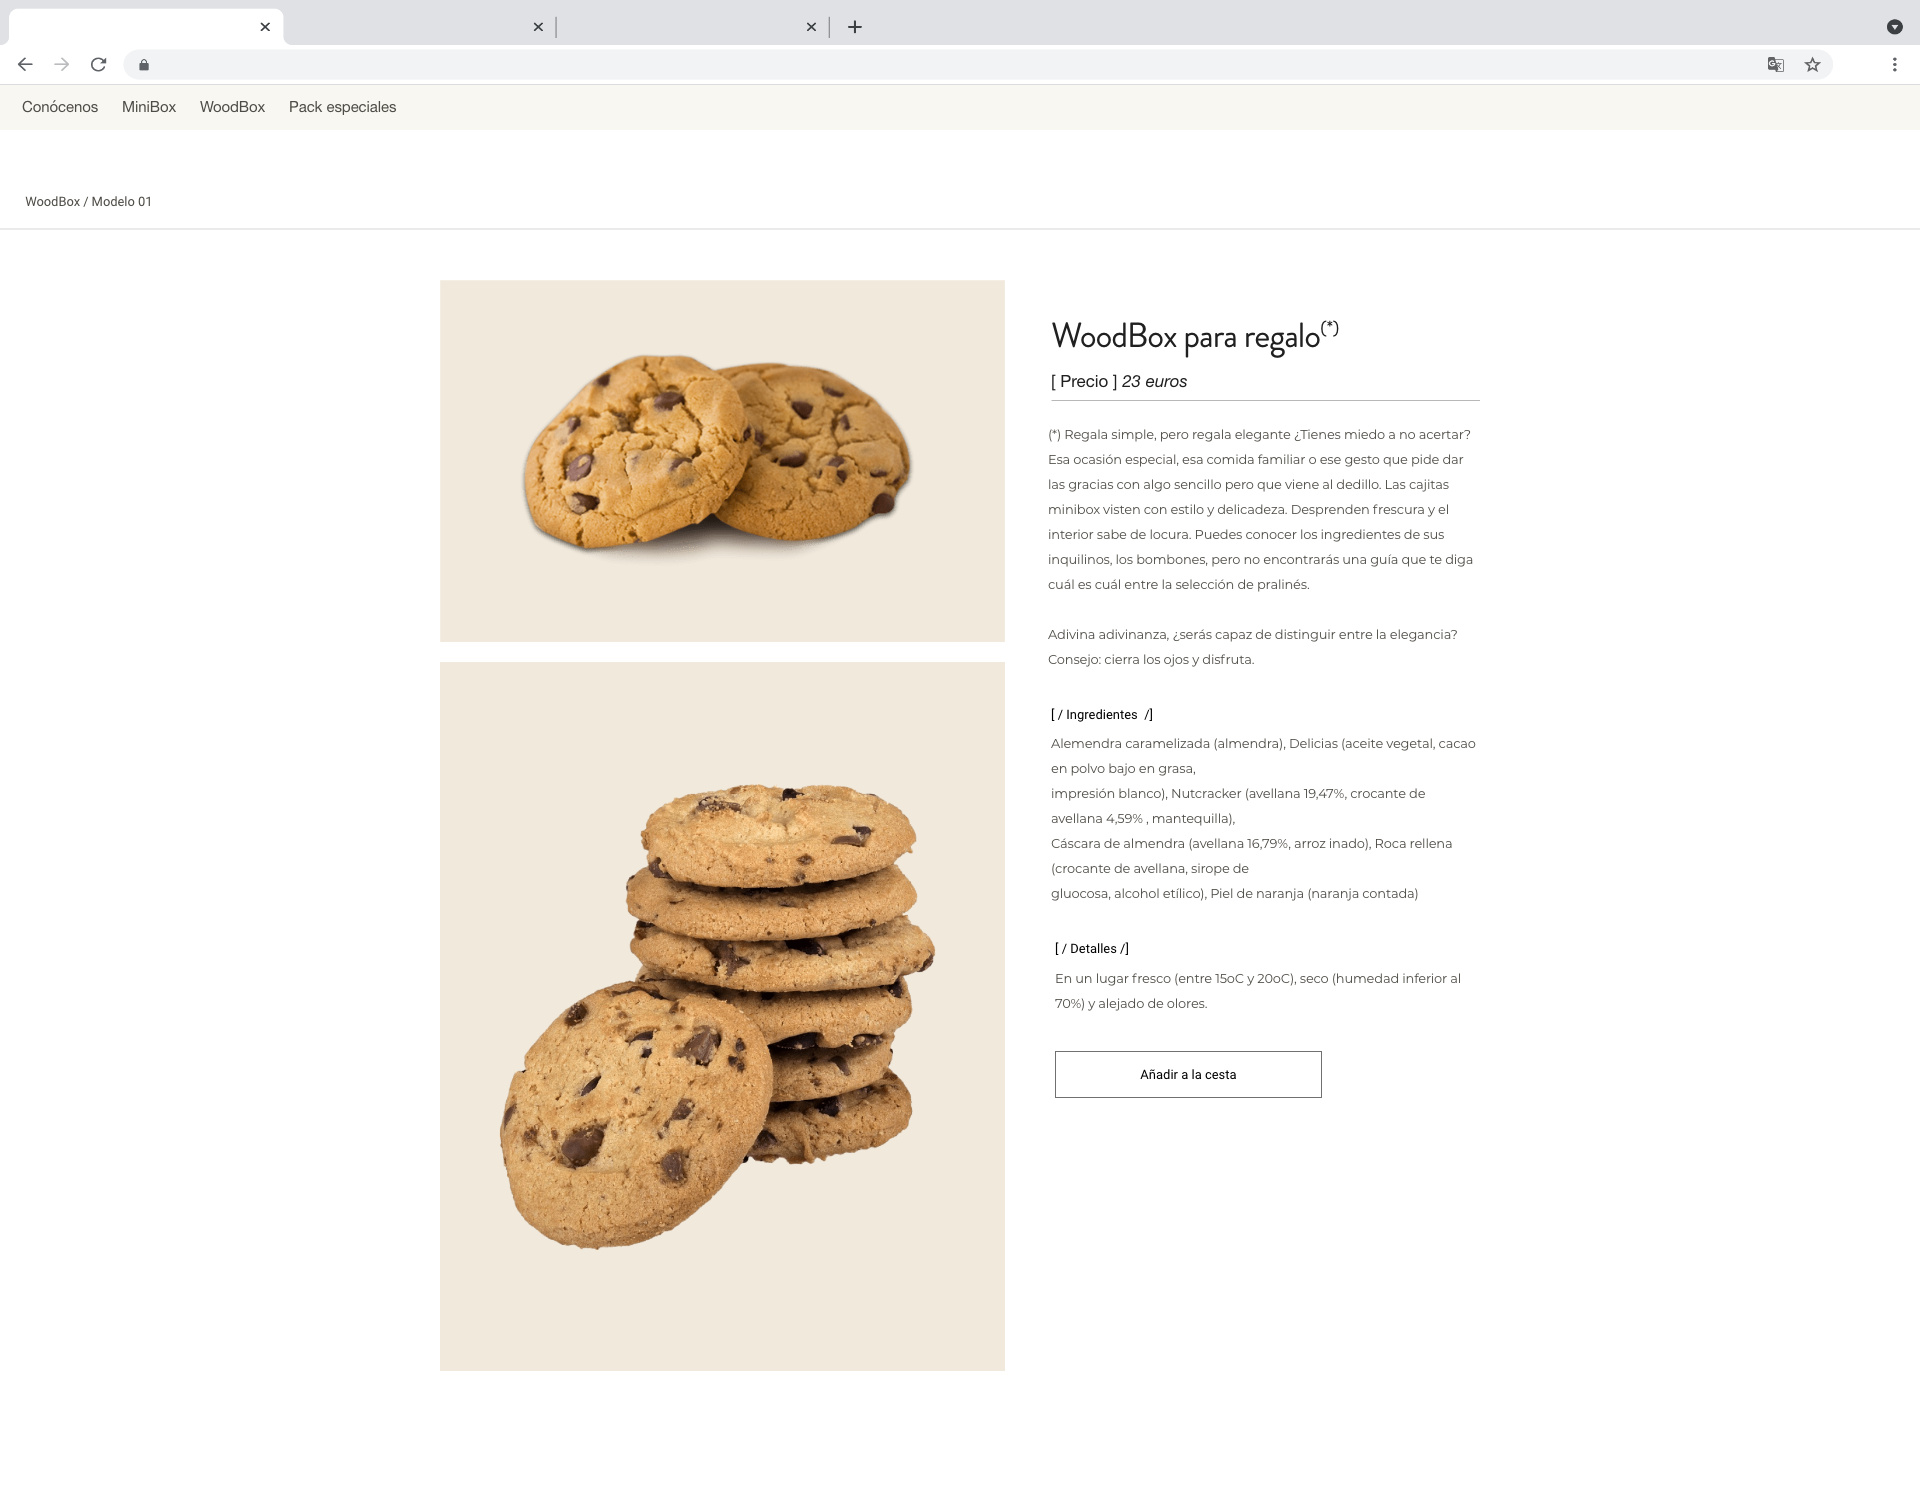 Conócenos MiniBox WoodBox Pack especiales
WoodBox / Modelo 01
WoodBox para regalo(*)
[ Precio ] 23 euros
(*) Regala simple, pero regala elegante ¿Tienes miedo a no acertar?
Esa ocasión especial, esa comida familiar o ese gesto que pide dar
las gracias con algo sencillo pero que viene al dedillo. Las cajitas
minibox visten con estilo y delicadeza. Desprenden frescura y el
interior sabe de locura. Puedes conocer los ingredientes de sus
inquilinos, los bombones, pero no encontrarás una guía que te diga
cuál es cuál entre la selección de pralinés.
Adivina adivinanza, ¿serás capaz de distinguir entre la elegancia?
Consejo: cierra los ojos y disfruta.
[ / Ingredientes /]
Alemendra caramelizada (almendra), Delicias (aceite vegetal, cacao
en polvo bajo en grasa,
impresión blanco), Nutcracker (avellana 19,47%, crocante de
avellana 4,59% , mantequilla),
Cáscara de almendra (avellana 16,79%, arroz inado), Roca rellena
(crocante de avellana, sirope de
gluocosa, alcohol etílico), Piel de naranja (naranja contada)
[ / Detalles /]
En un lugar fresco (entre 15oC y 20oC), seco (humedad inferior al
70%) y alejado de olores.
Añadir a la cesta